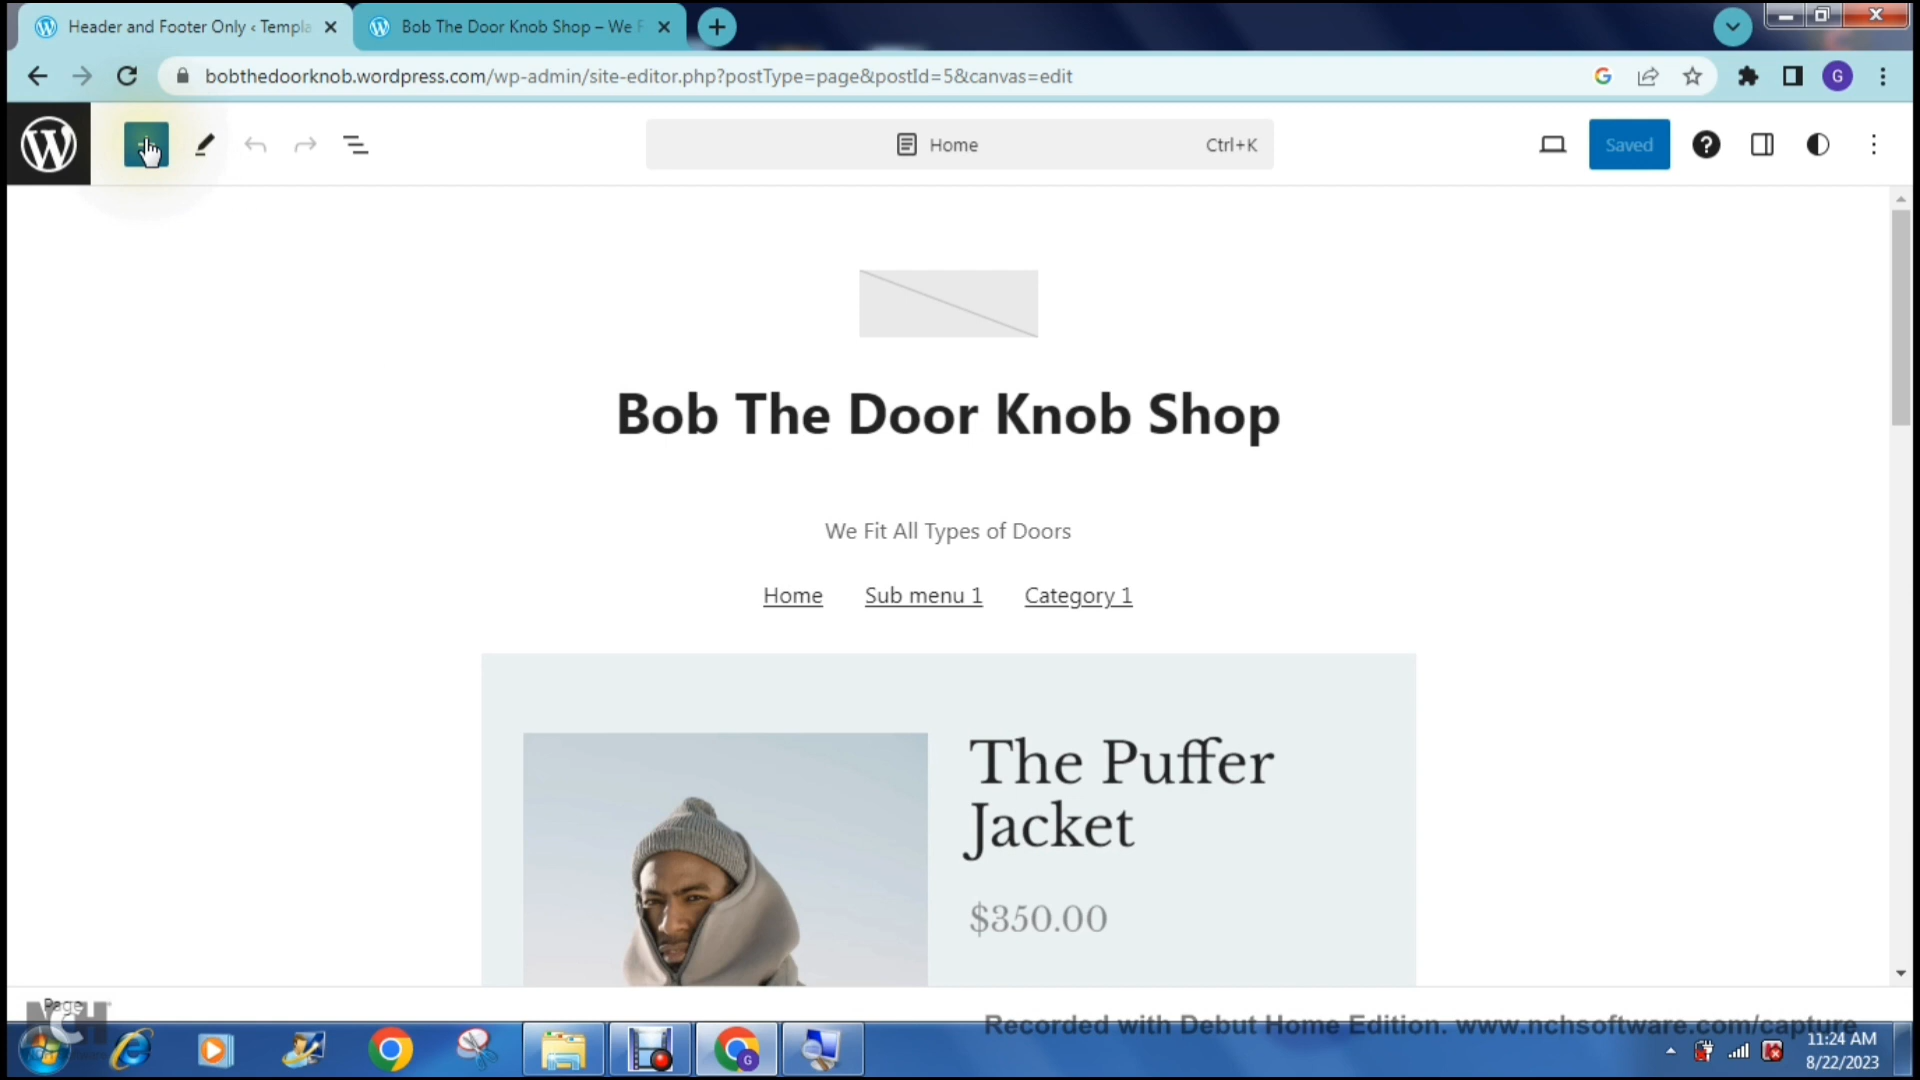 Header and Footer Only ‹ Templa
Bob The Door Knob Shop – We F
bobthedoorknob.wordpress.com/wp-admin/site-editor.php?postType=page&postId=5&canvas=edit
G
Home
Ctrl+K
Saved
Bob The Door Knob Shop
We Fit All Types of Doors
Home
Sub menu 1
Category 1
The Puffer
Jacket
$350.00
Page
NCH
Recorded with Debut Home Edition. www.nchsoftware.com/capture
11:24 AM
8/22/2023